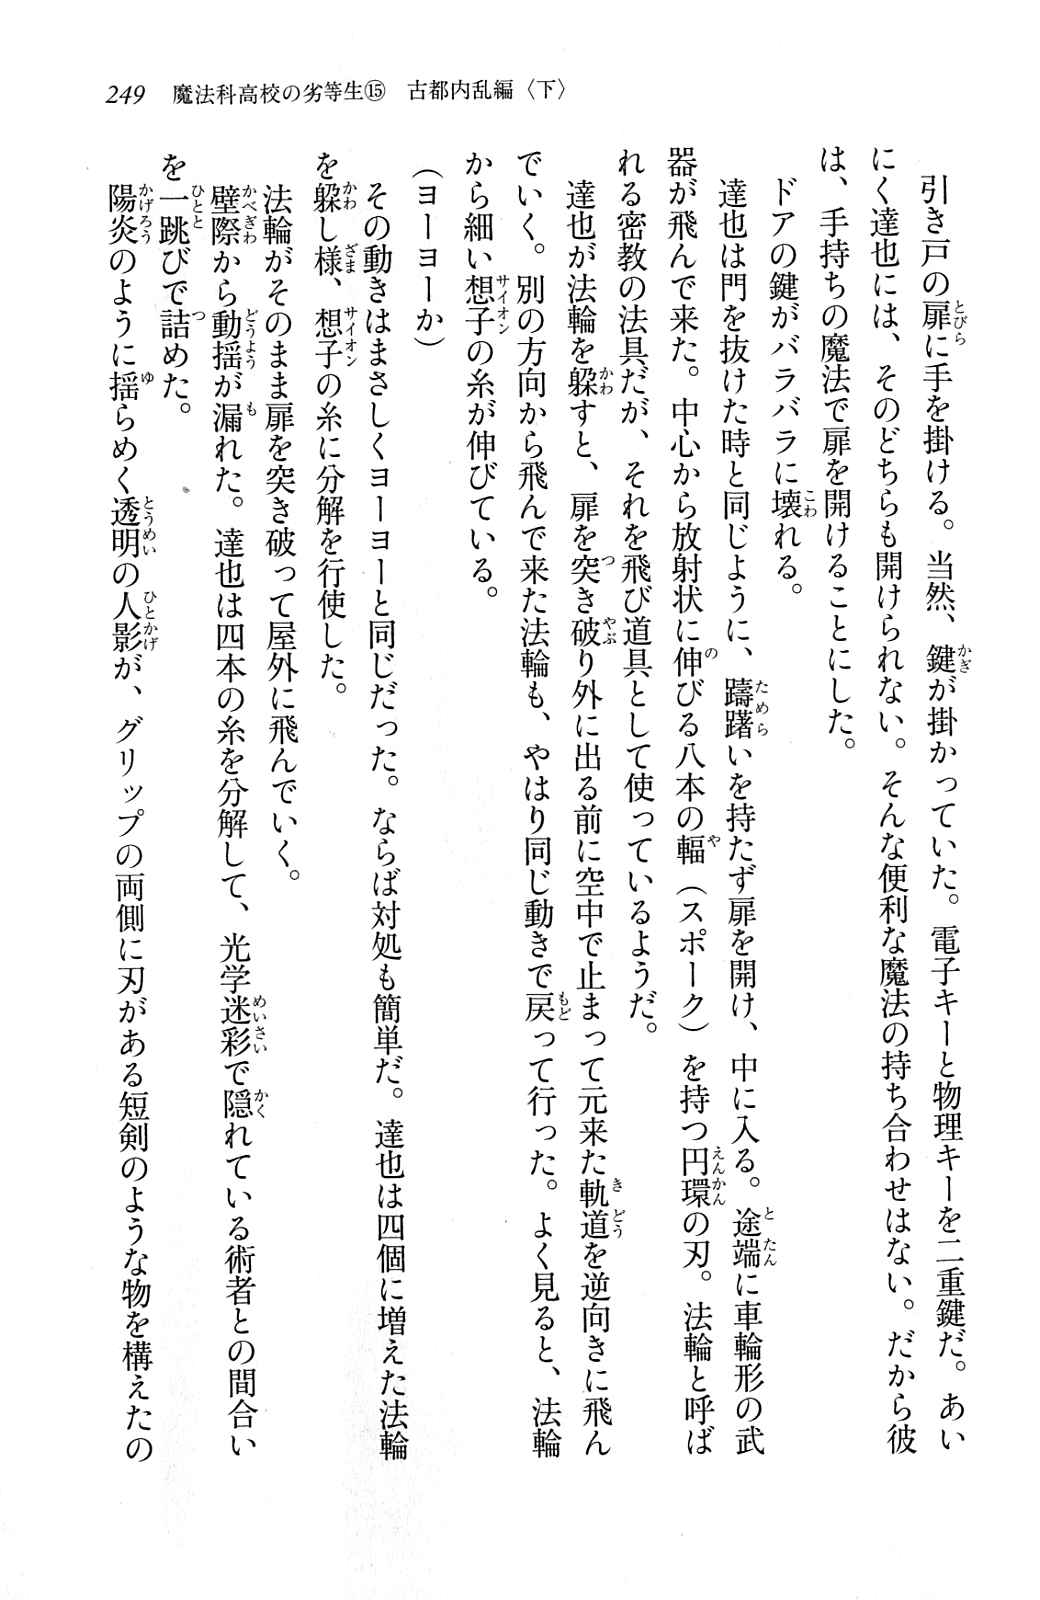 249　魔法科高校の劣等生⑮　古都内乱編〈下〉
　引き戸の扉に手を掛ける。当然、鍵が掛かっていた。電子キーと物理キーを二重鍵だ。あい
にく達也には、そのどちらも開けられない。そんな便利な魔法の持ち合わせはない。だから彼
は、手持ちの魔法で扉を開けることにした。
　ドアの鍵がバラバラに壊れる。
　達也は門を抜けた時と同じように、躊躇いを持たず扉を開け、中に入る。途端に車輪形の武
器が飛んで来た。中心から放射状に伸びる八本の輻（スポーク）を持つ円環の刃。法輪と呼ば
れる密教の法具だが、それを飛び道具として使っているようだ。
　達也が法輪を躱すと、扉を突き破り外に出る前に空中で止まって元来た軌道を逆向きに飛ん
でいく。別の方向から飛んで来た法輪も、やはり同じ動きで戻って行った。よく見ると、法輪
から細い想子の糸が伸びている。
（ヨーヨーか）
　その動きはまさしくヨーヨーと同じだった。ならば対処も簡単だ。達也は四個に増えた法輪
を躱し様、想子の糸に分解を行使した。
　法輪がそのまま扉を突き破って屋外に飛んでいく。
　壁際から動揺が漏れた。達也は四本の糸を分解して、光学迷彩で隠れている術者との間合い
を一跳びで詰めた。
　陽炎のように揺らめく透明の人影が、グリップの両側に刃がある短剣のような物を構えたの